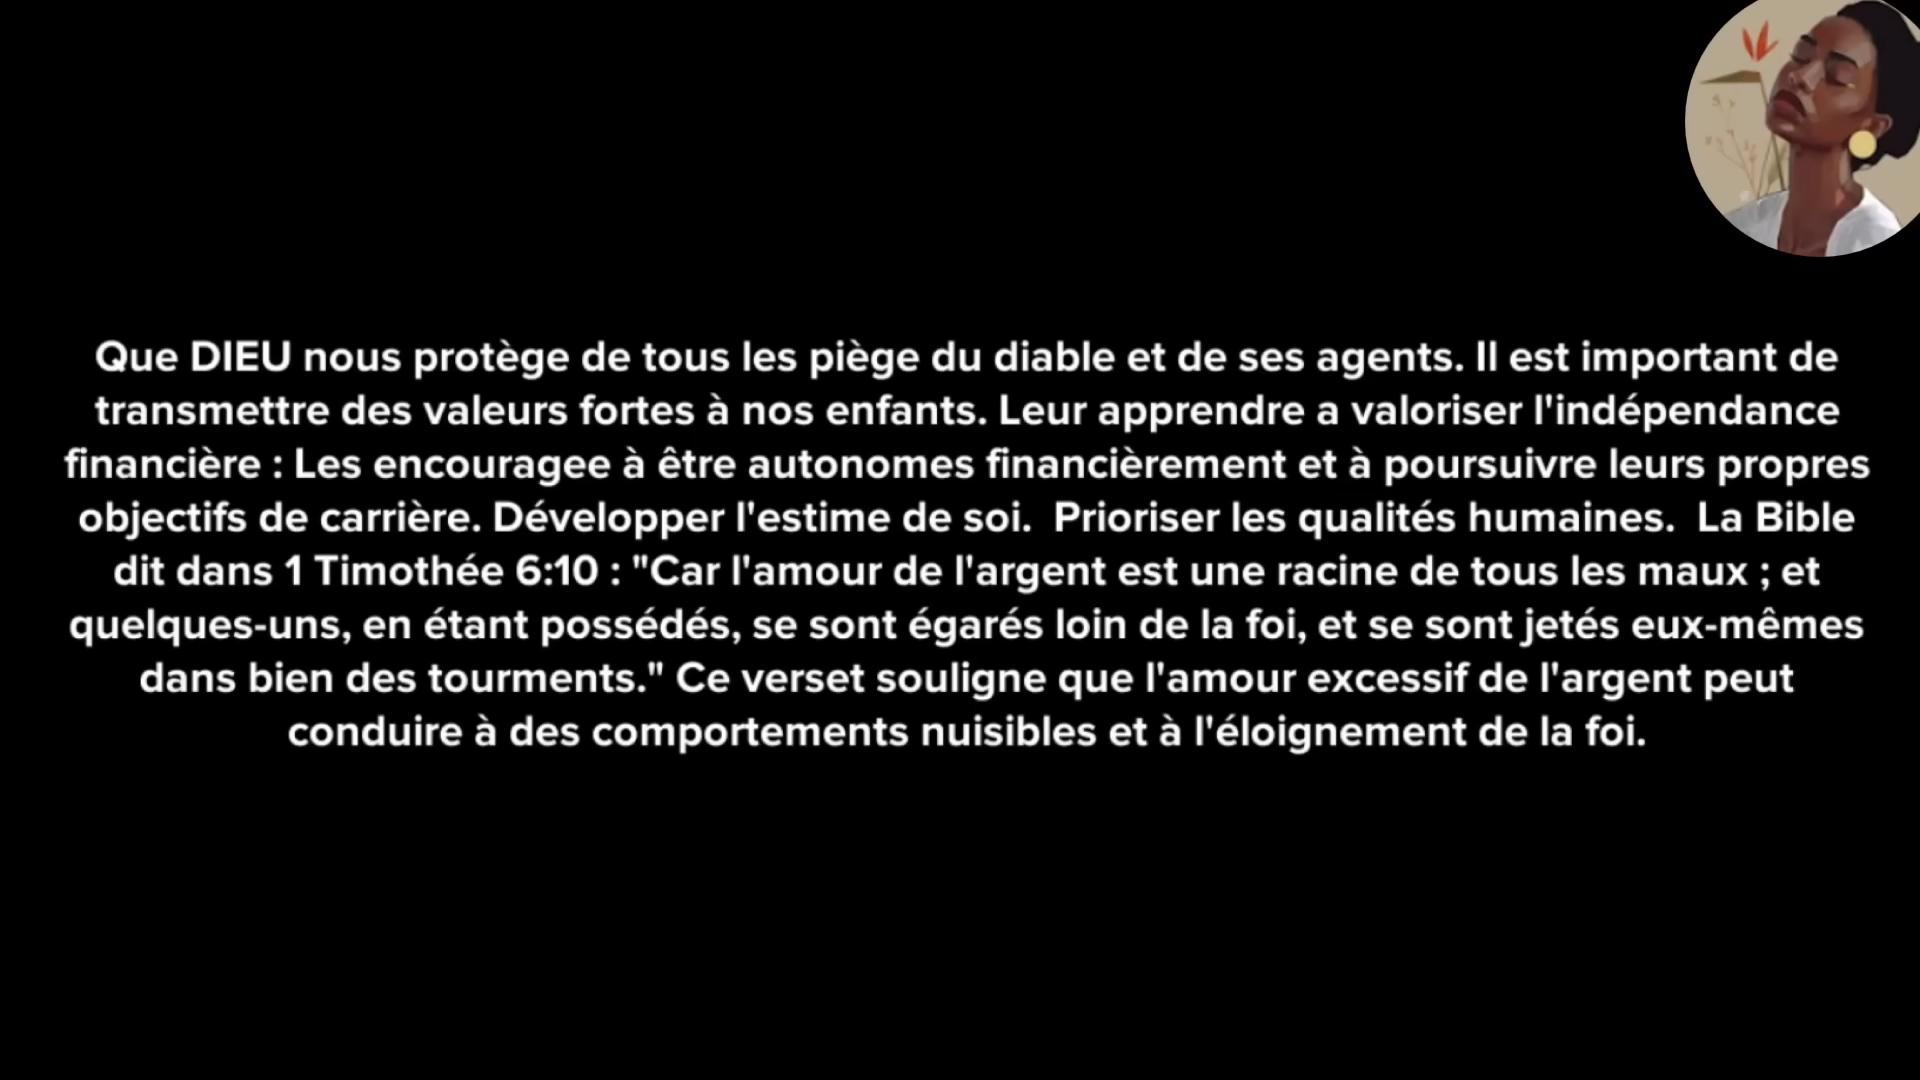 Que DIEU nous protège de tous les piège du diable et de ses agents. Il est important de
transmettre des valeurs fortes à nos enfants. Leur apprendre a valoriser l'indépendance
financière : Les encouragee à être autonomes financièrement et à poursuivre leurs propres
objectifs de carrière. Développer l'estime de soi.  Prioriser les qualités humaines.  La Bible
dit dans 1 Timothée 6:10 : "Car l'amour de l'argent est une racine de tous les maux ; et
quelques-uns, en étant possédés, se sont égarés loin de la foi, et se sont jetés eux-mêmes
dans bien des tourments." Ce verset souligne que l'amour excessif de l'argent peut
conduire à des comportements nuisibles et à l'éloignement de la foi.